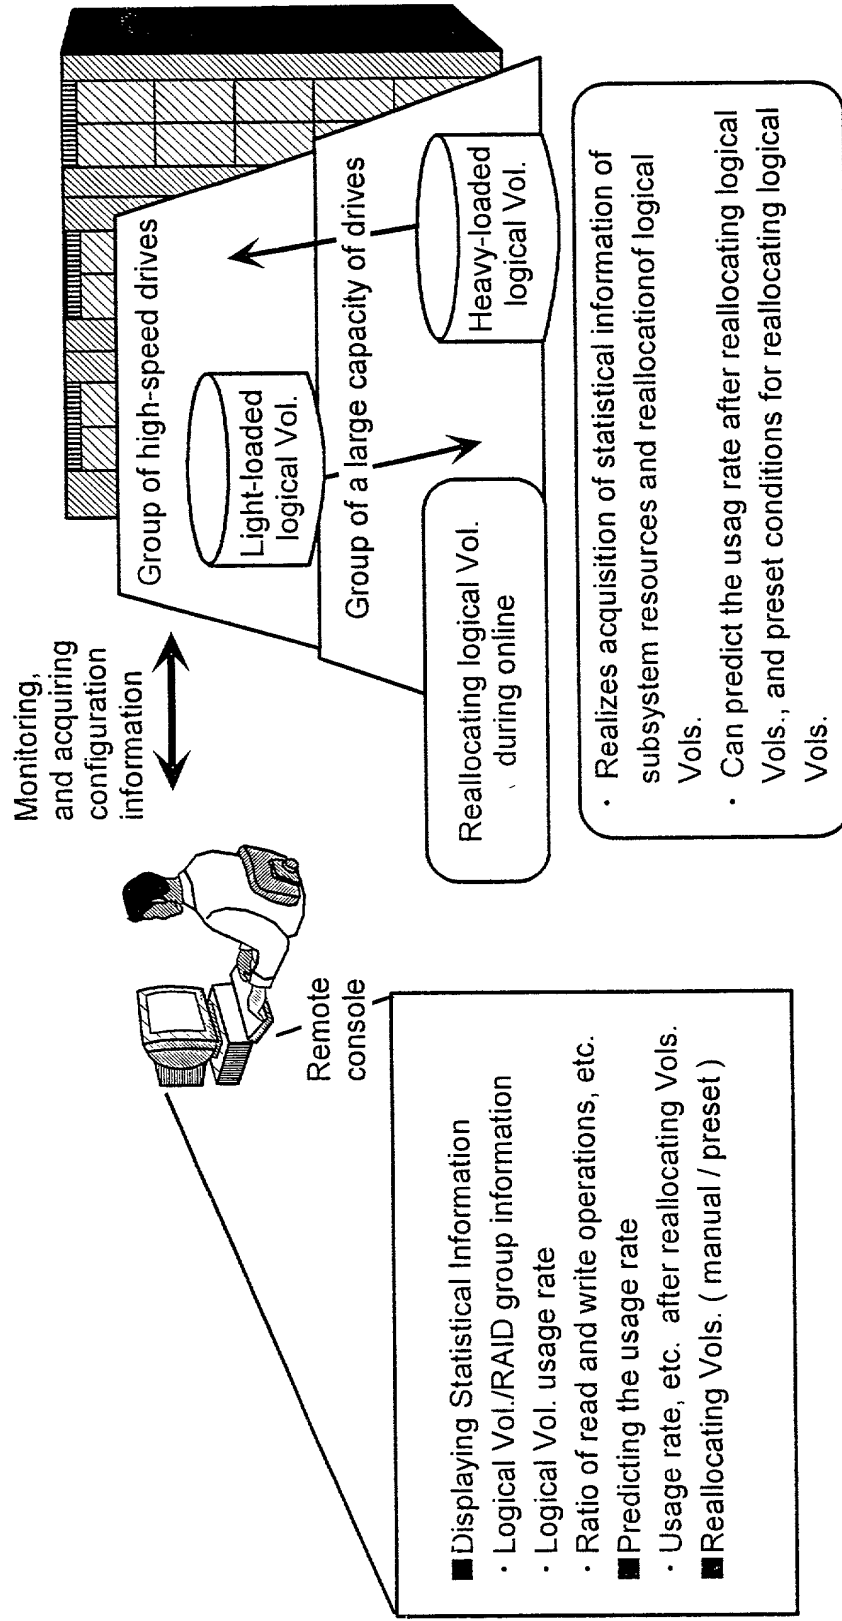 Monitoring,
and acquiring
configuration
information
Group of high-speed drives
Light-loaded
logical Vol.
Group of a large capacity of drives
Heavy-loaded
logical Vol.
Reallocating logical Vol.
during online
Remote
console
■ Displaying Statistical Information
· Logical Vol./RAID group information
· Logical Vol. usage rate
· Ratio of read and write operations, etc.
■ Predicting the usage rate
· Usage rate, etc. after reallocating Vols.
■ Reallocating Vols. ( manual / preset )
· Realizes acquisition of statistical information of
subsystem resources and reallocationof logical
Vols.
· Can predict the usag rate after reallocating logical
Vols., and preset conditions for reallocating logical
Vols.